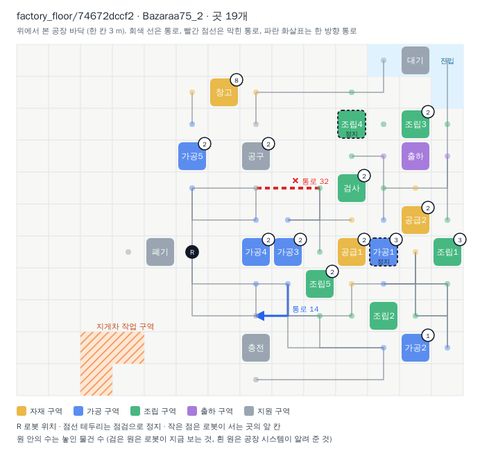 factory_floor/74672dccf2 · Bazaraa75_2 · 곳 19개
위에서 본 공장 바닥 (한 칸 3 m). 회색 선은 통로, 빨간 점선은 막힌 통로, 파란 화살표는 한 방향 통로
대기
진입
창고 8
조립4 정지
조립3 2
가공5 2
공구 2
출하
검사 2
✖ 통로 32
공급2 2
폐기
R
가공4 2
가공3 2
공급1 2
가공1 3 정지
조립1 3
조립5 2
통로 14
조립2
지게차 작업 구역
충전
가공2 1
자재 구역 가공 구역 조립 구역 출하 구역 지원 구역
R 로봇 위치 · 점선 테두리는 점검으로 정지 · 작은 점은 로봇이 서는 곳의 앞 칸
원 안의 수는 놓인 물건 수 (검은 원은 로봇이 지금 보는 것, 흰 원은 공장 시스템이 알려 준 것)